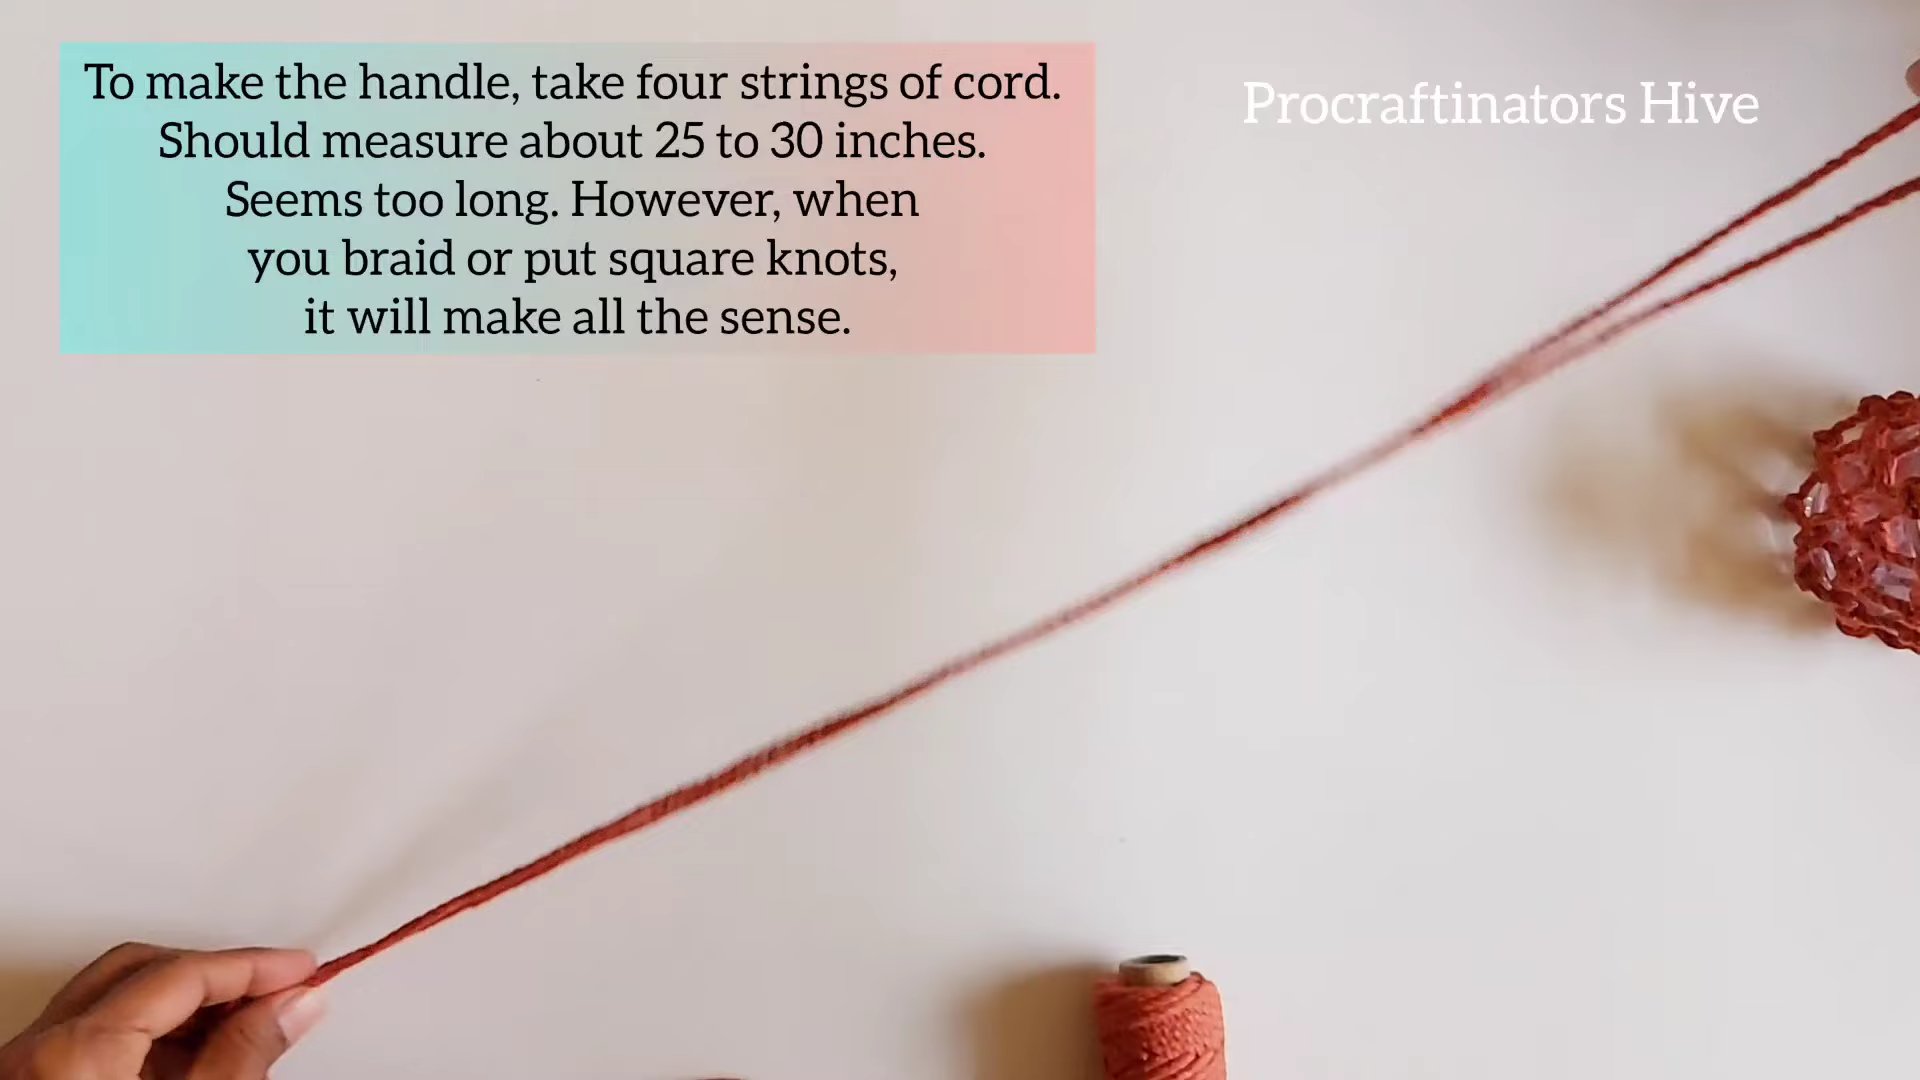 To make the handle, take four strings of cord.
Should measure about 25 to 30 inches.
Seems too long. However, when
you braid or put square knots,
it will make all the sense.
Procraftinators Hive